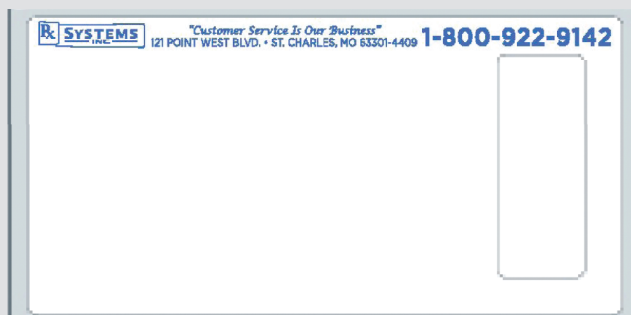 Rx SYSTEMS INC.
"Customer Service Is Our Business"
121 POINT WEST BLVD. • ST. CHARLES, MO 63301-4409
1-800-922-9142